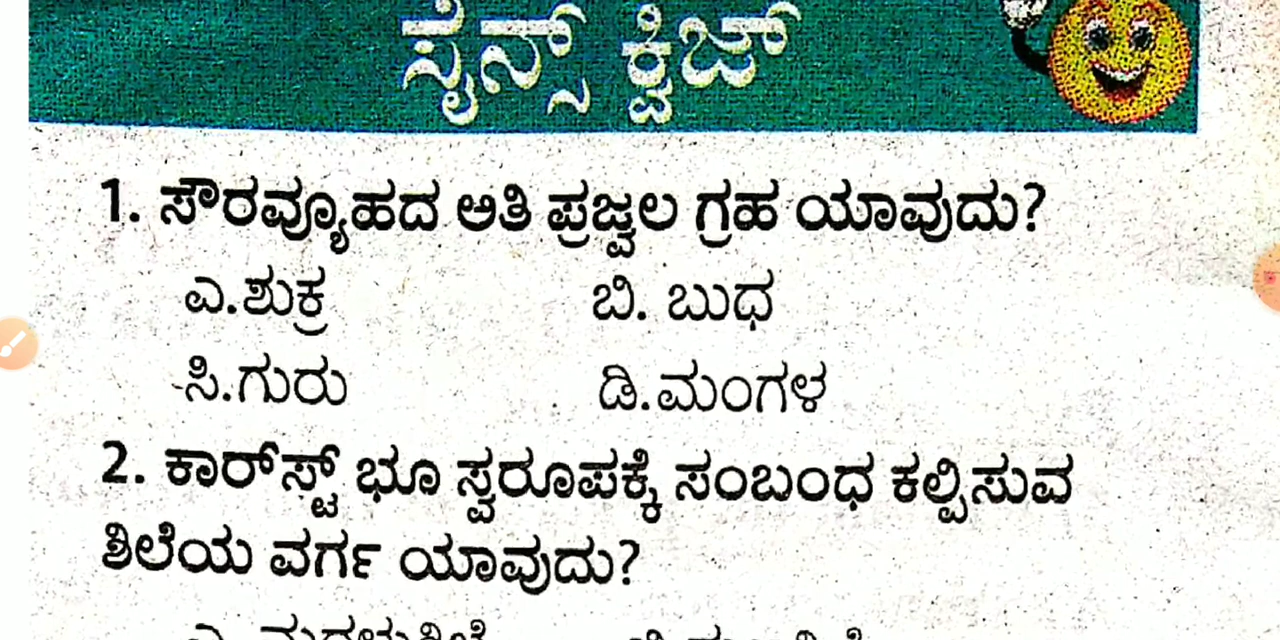 ಸೈನ್ಸ್ ಕ್ವಿಜ್
1. ಸೌರವ್ಯೂಹದ ಅತಿ ಪ್ರಜ್ವಲ ಗ್ರಹ ಯಾವುದು?
ಎ.ಶುಕ್ರ ಬಿ. ಬುಧ
ಸಿ.ಗುರು ಡಿ.ಮಂಗಳ
2. ಕಾರ್‌ಸ್ಟ್ ಭೂ ಸ್ವರೂಪಕ್ಕೆ ಸಂಬಂಧ ಕಲ್ಪಿಸುವ
ಶಿಲೆಯ ವರ್ಗ ಯಾವುದು?